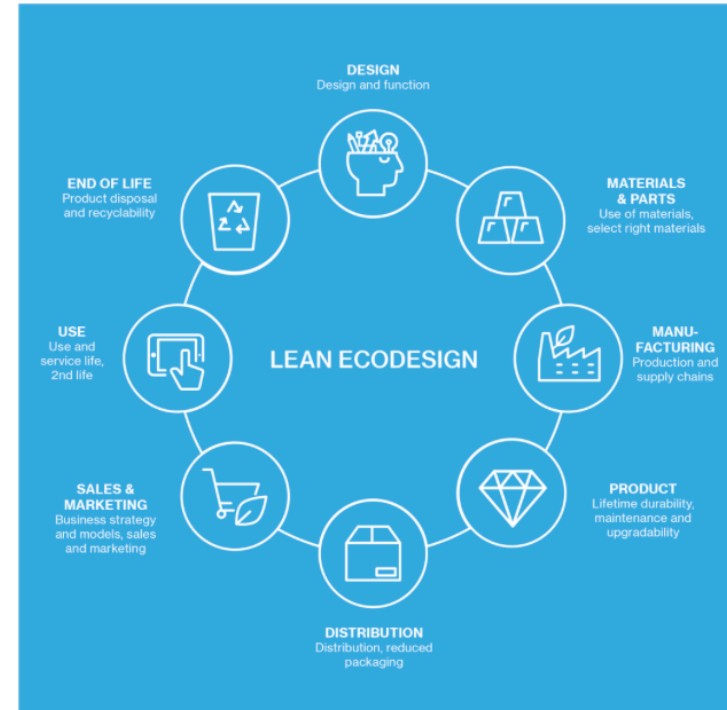 DESIGN
Design and function
MATERIALS
& PARTS
Use of materials,
select right materials
MANU-
FACTURING
Production and
supply chains
PRODUCT
Lifetime durability,
maintenance and
upgradability
DISTRIBUTION
Distribution, reduced
packaging
SALES &
MARKETING
Business strategy
and models, sales
and marketing
USE
Use and
service life,
2nd life
END OF LIFE
Product disposal
and recyclability
LEAN ECODESIGN